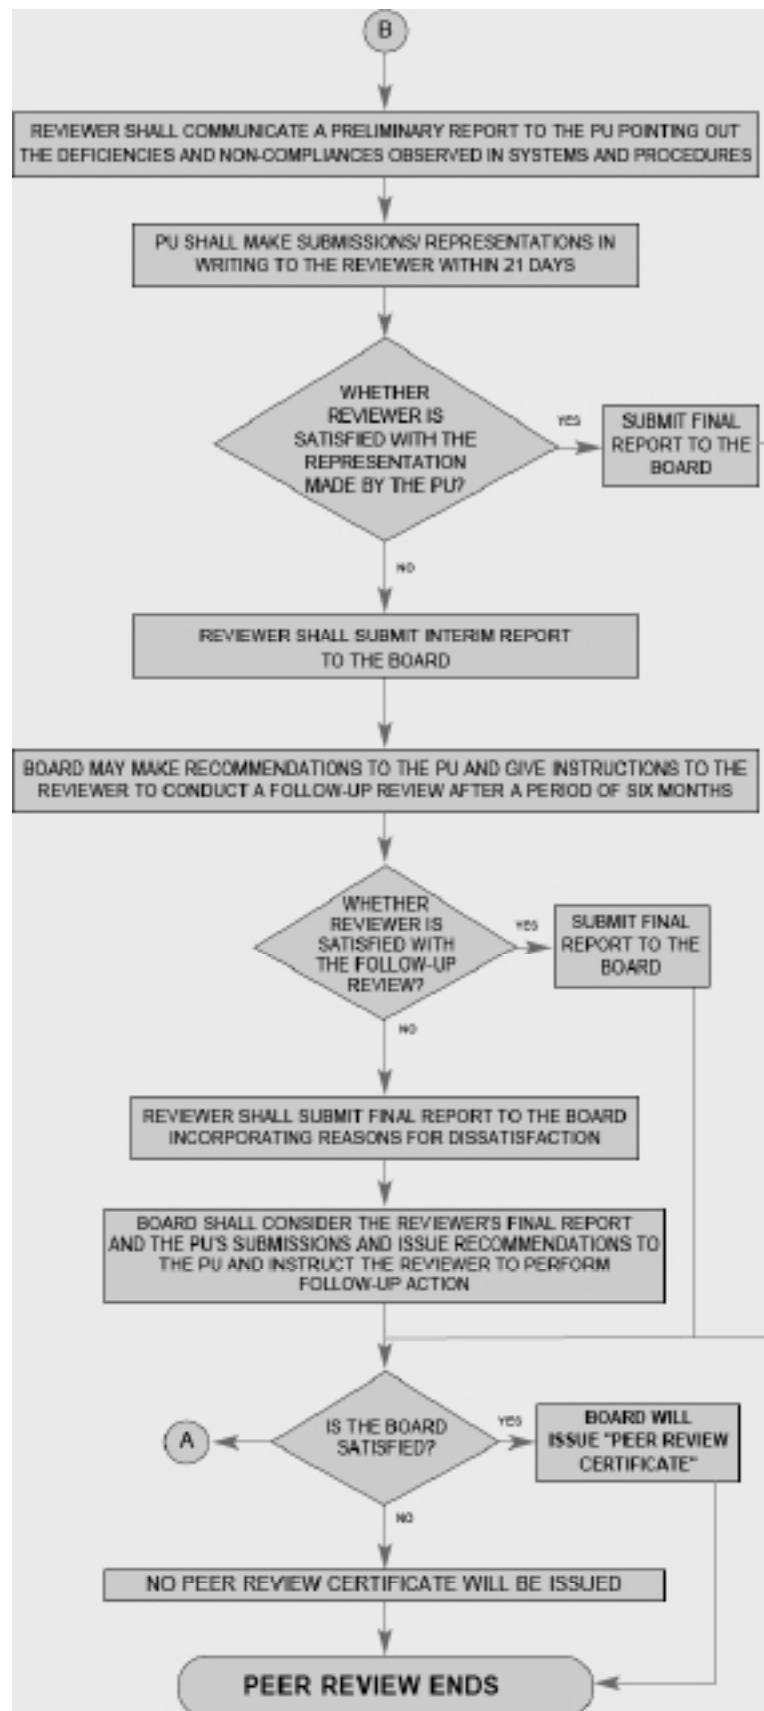 B
REVIEWER SHALL COMMUNICATE A PRELIMINARY REPORT TO THE PU POINTING OUT
THE DEFICIENCIES AND NON-COMPLIANCES OBSERVED IN SYSTEMS AND PROCEDURES
PU SHALL MAKE SUBMISSIONS/ REPRESENTATIONS IN
WRITING TO THE REVIEWER WITHIN 21 DAYS
WHETHER
REVIEWER IS
SATISFIED WITH THE
REPRESENTATION
MADE BY THE PU?
YES
SUBMIT FINAL
REPORT TO THE
BOARD
NO
REVIEWER SHALL SUBMIT INTERIM REPORT
TO THE BOARD
BOARD MAY MAKE RECOMMENDATIONS TO THE PU AND GIVE INSTRUCTIONS TO THE
REVIEWER TO CONDUCT A FOLLOW-UP REVIEW AFTER A PERIOD OF SIX MONTHS
WHETHER
REVIEWER IS
SATISFIED WITH
THE FOLLOW-UP
REVIEW?
YES
SUBMIT FINAL
REPORT TO THE
BOARD
NO
REVIEWER SHALL SUBMIT FINAL REPORT TO THE BOARD
INCORPORATING REASONS FOR DISSATISFACTION
BOARD SHALL CONSIDER THE REVIEWER'S FINAL REPORT
AND THE PU'S SUBMISSIONS AND ISSUE RECOMMENDATIONS TO
THE PU AND INSTRUCT THE REVIEWER TO PERFORM
FOLLOW-UP ACTION
A
IS THE BOARD
SATISFIED?
YES
BOARD WILL
ISSUE "PEER REVIEW
CERTIFICATE"
NO
NO PEER REVIEW CERTIFICATE WILL BE ISSUED
PEER REVIEW ENDS